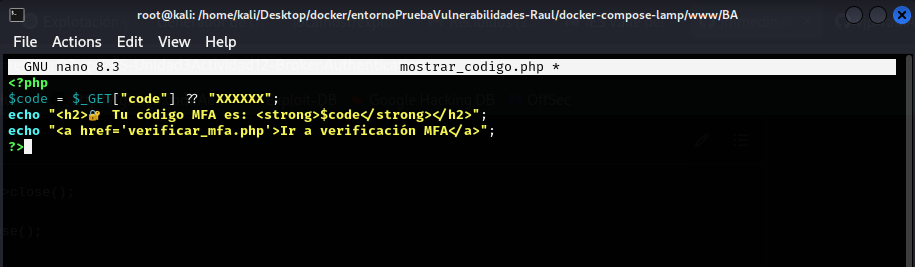 root@kali: /home/kali/Desktop/docker/entornoPruebaVulnerabilidades-Raul/docker-compose-lamp/www/BA
File Actions Edit View Help
GNU nano 8.3 mostrar_codigo.php *
<?php
$code = $_GET["code"] ?? "XXXXXX";
echo "<h2>🔐 Tu código MFA es: <strong>$code</strong></h2>";
echo "<a href='verificar_mfa.php'>Ir a verificación MFA</a>";
?>
>close();
se();